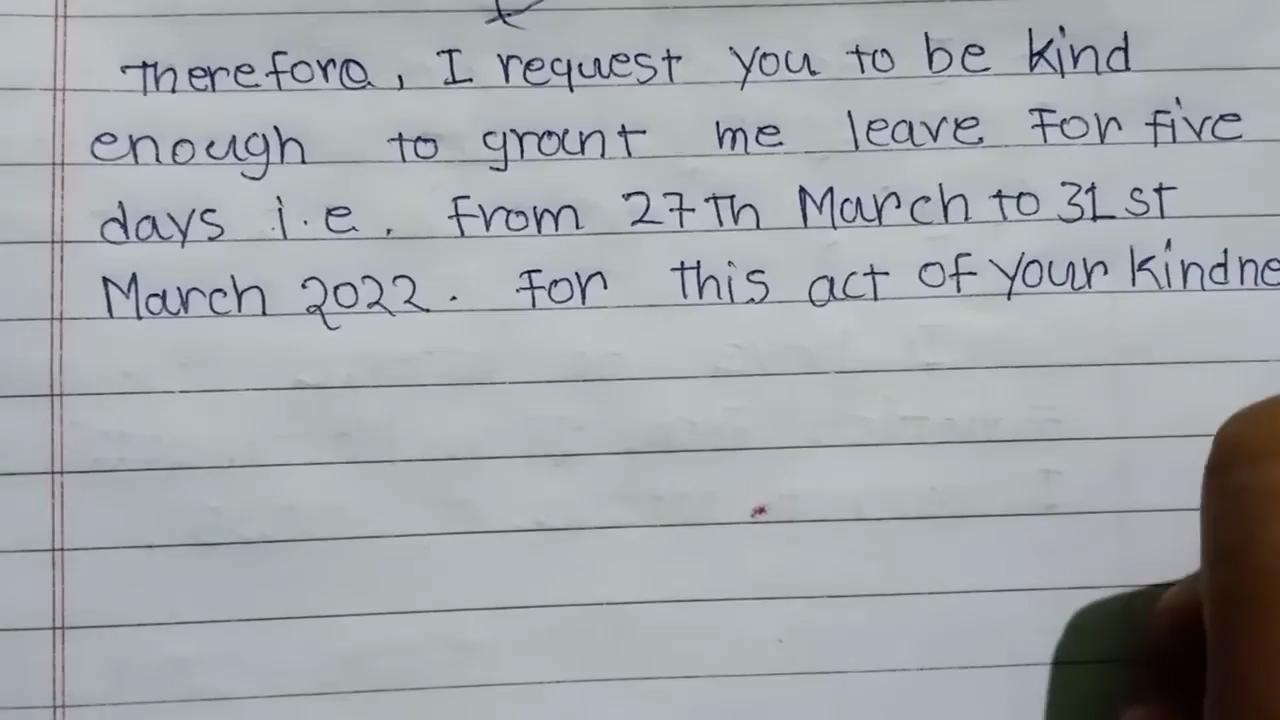 Therefore, I request you to be kind
enough to grant me leave for five
days i.e. from 27th March to 31st
March 2022. For this act of your kindne